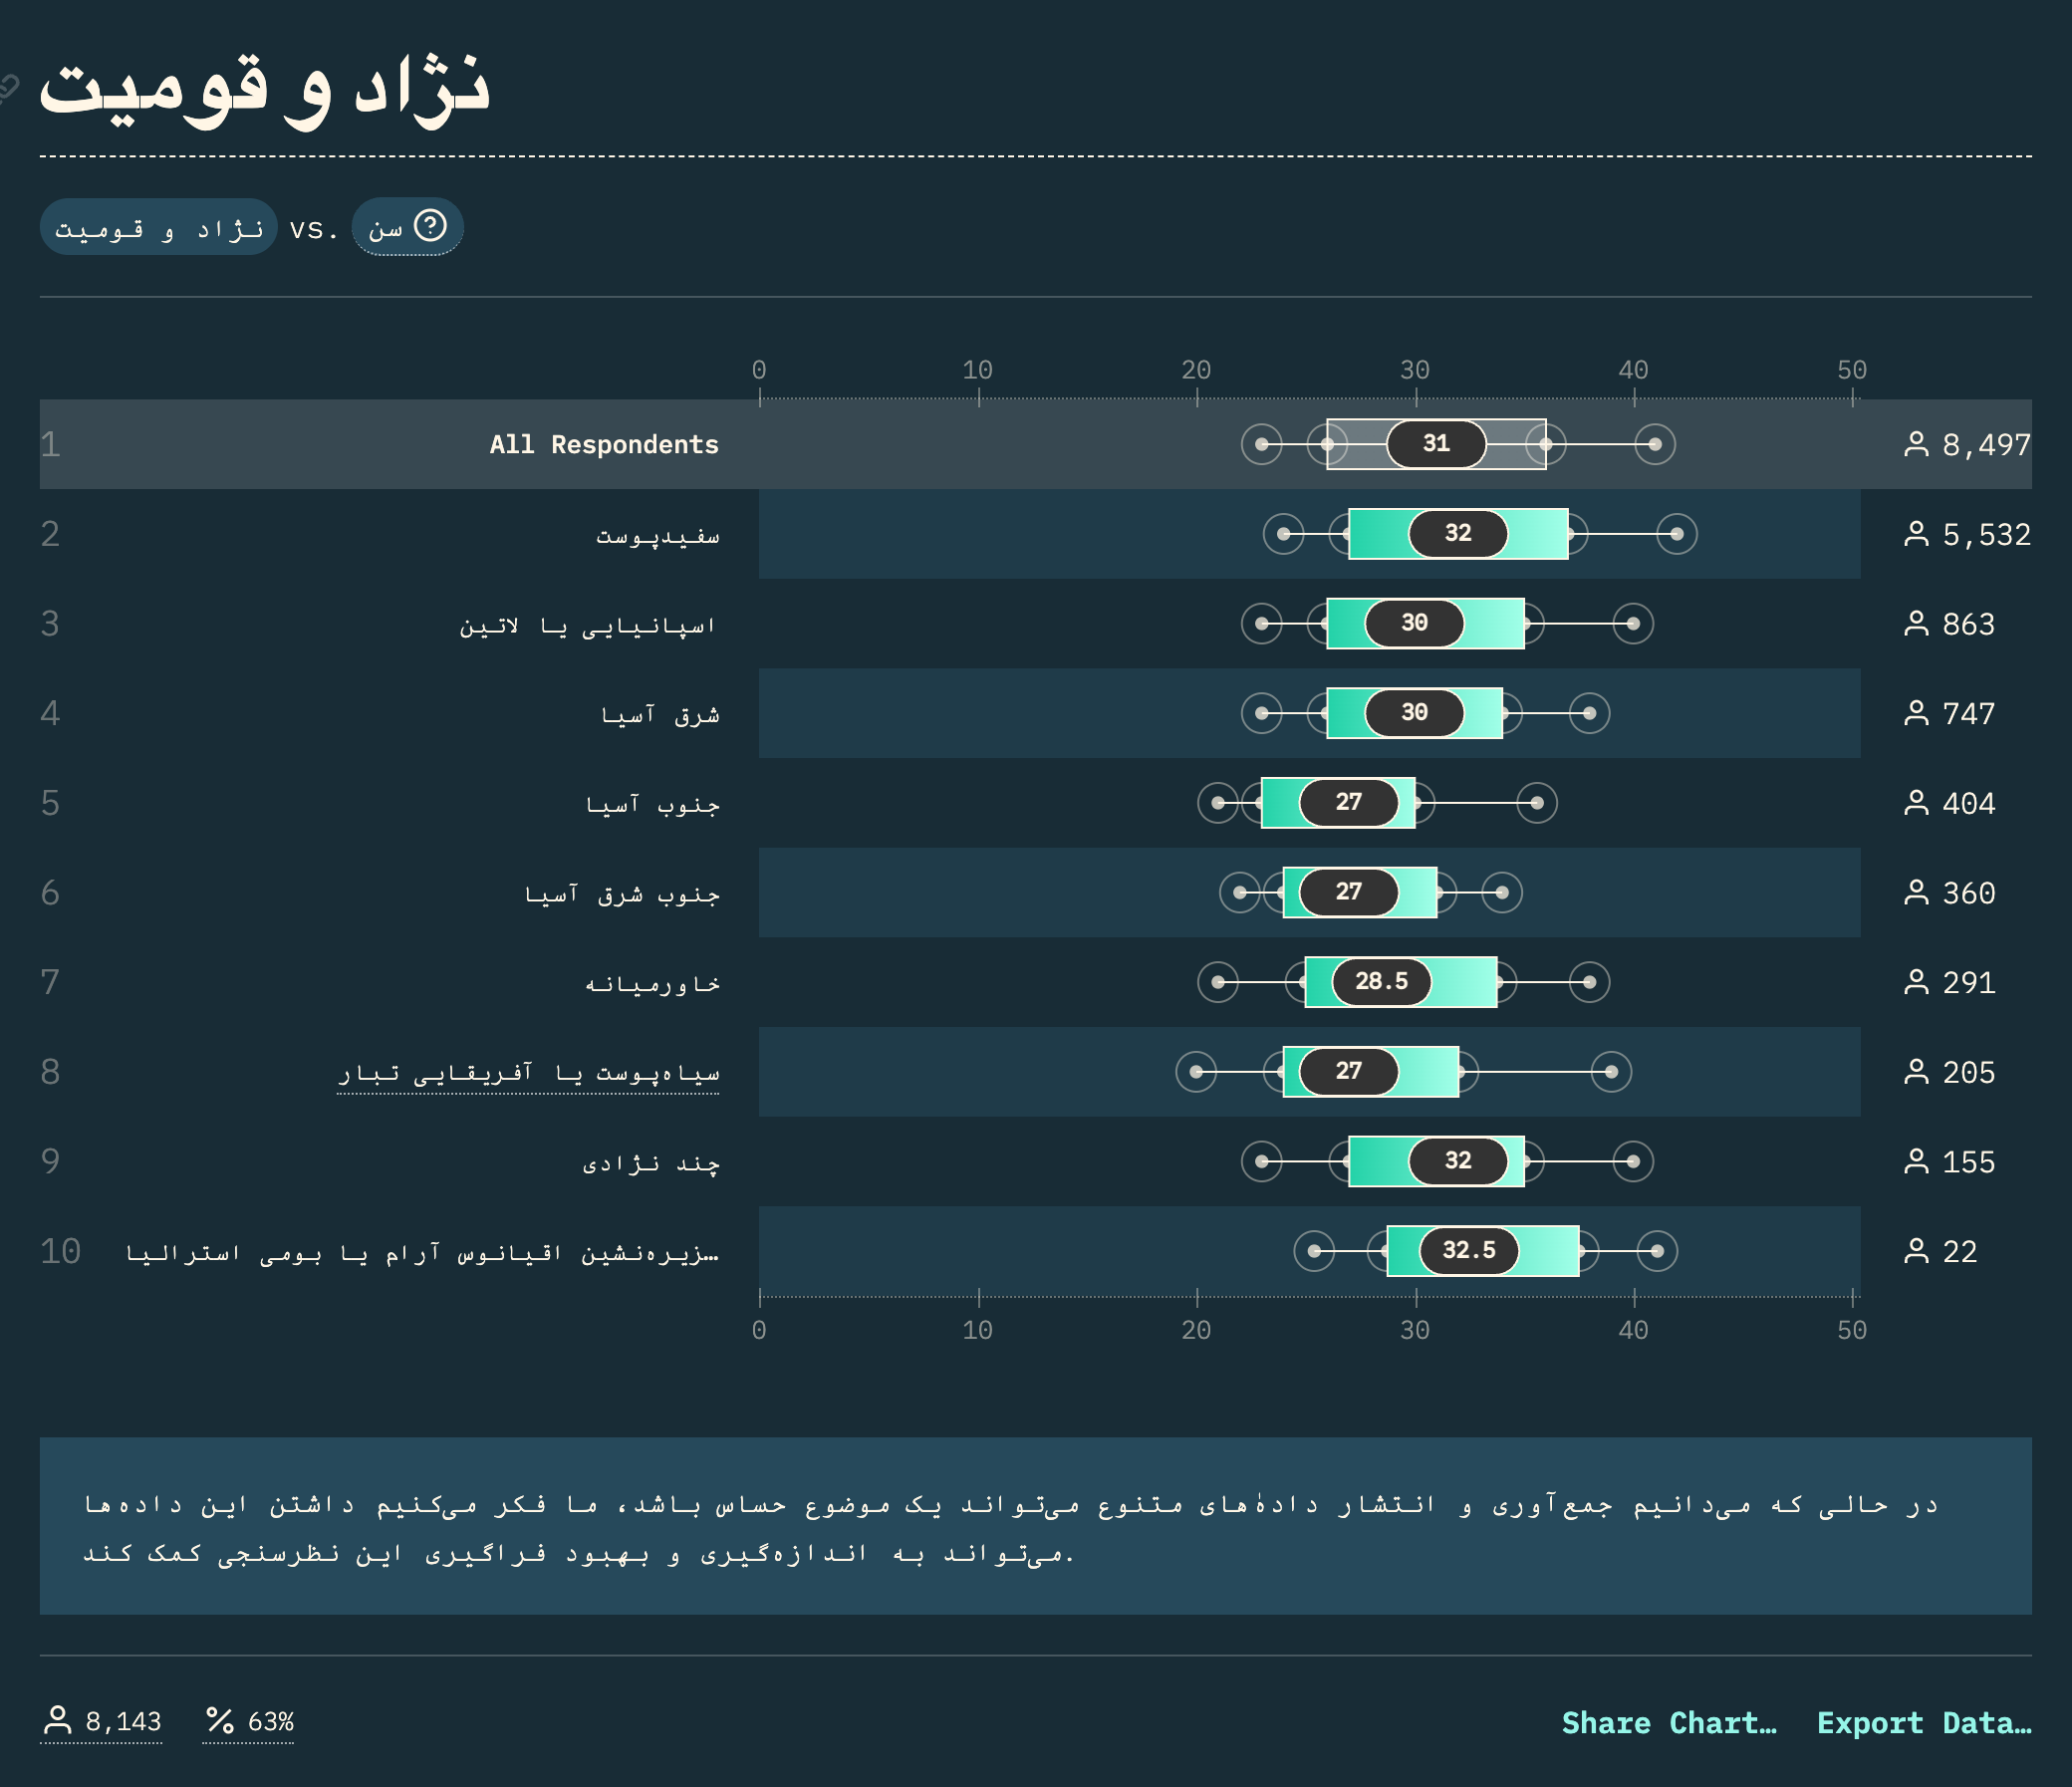 نژاد و قومیت
نژاد و قومیت vs. سن
0 10 20 30 40 50
1 All Respondents 31 8,497
2 سفیدپوست 32 5,532
3 اسپانیایی یا لاتین 30 863
4 شرق آسیا 30 747
5 جنوب آسیا 27 404
6 جنوب شرق آسیا 27 360
7 خاورمیانه 28.5 291
8 سیاه‌پوست یا آفریقایی تبار 27 205
9 چند نژادی 32 155
10 زیره‌نشین اقیانوس آرام یا بومی استرالیا… 32.5 22
0 10 20 30 40 50
در حالی که می‌دانیم جمع‌آوری و انتشار دادهٔ‌های متنوع می‌تواند یک موضوع حساس باشد، ما فکر می‌کنیم داشتن این داده‌ها
می‌تواند به اندازه‌گیری و بهبود فراگیری این نظرسنجی کمک کند.
8,143 63% Share Chart… Export Data…